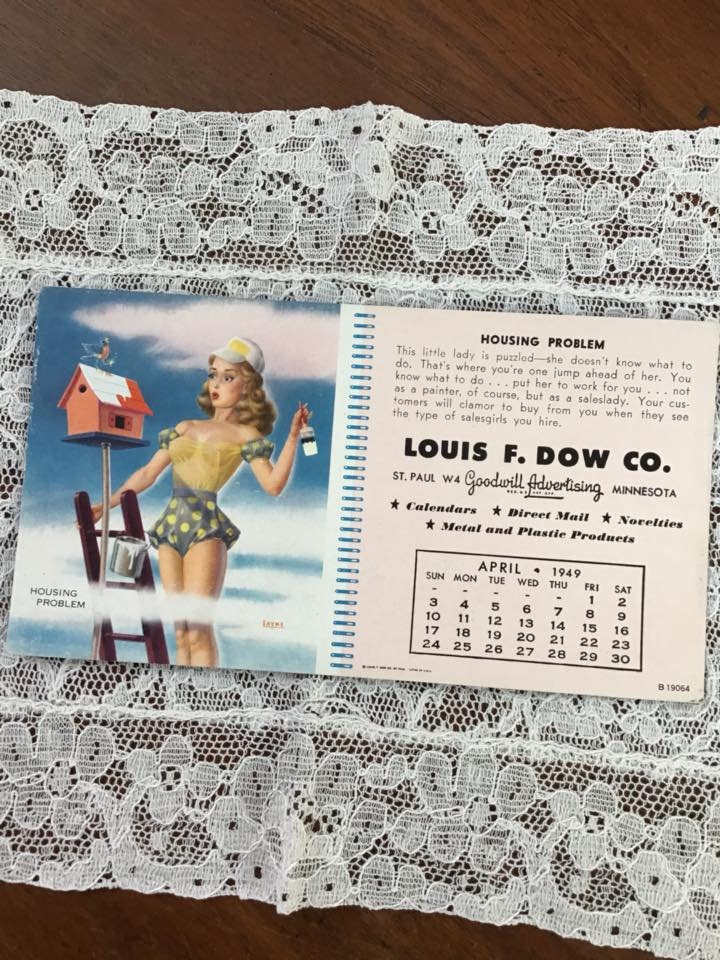 HOUSING PROBLEM
This little lady is puzzled—she doesn't know what to
do. That's where you're one jump ahead of her. You
know what to do . . . put her to work for you . . . not
as a painter, of course, but as a saleslady. Your cus-
tomers will clamor to buy from you when they see
the type of salesgirls you hire.
LOUIS F. DOW CO.
ST. PAUL W4 Goodwill Advertising MINNESOTA
★ Calendars ★ Direct Mail ★ Novelties
★ Metal and Plastic Products
APRIL • 1949
SUN MON TUE WED THU FRI SAT
- - - - - 1 2
3 4 5 6 7 8 9
10 11 12 13 14 15 16
17 18 19 20 21 22 23
24 25 26 27 28 29 30
B 19064
HOUSING
PROBLEM